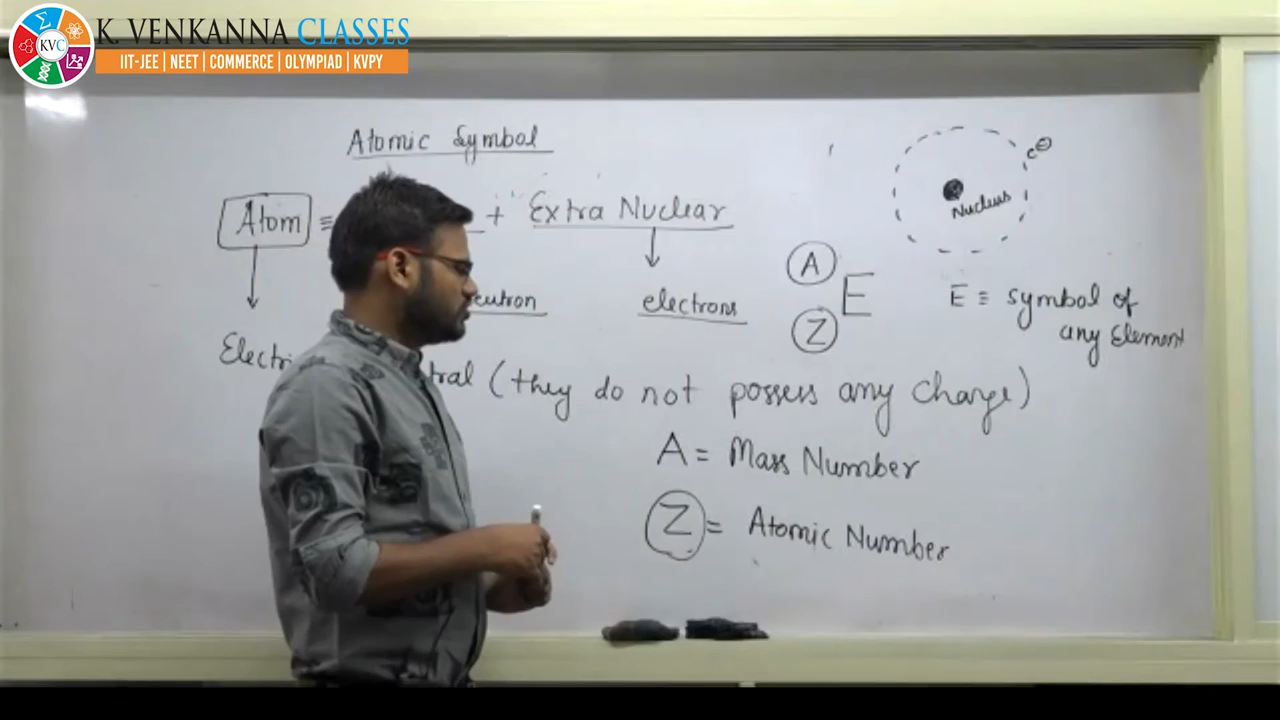 K. VENKANNA CLASSES
KVC
IIT-JEE | NEET | COMMERCE | OLYMPIAD | KVPY
Atomic Symbol
Atom ≡ + Extra Nuclear
eutron
electrons
Electri tral (they do not possess any charge)
e⊖
Nucleus
A
Z
E
E ≡ symbol of
any Element
A = Mass Number
Z = Atomic Number